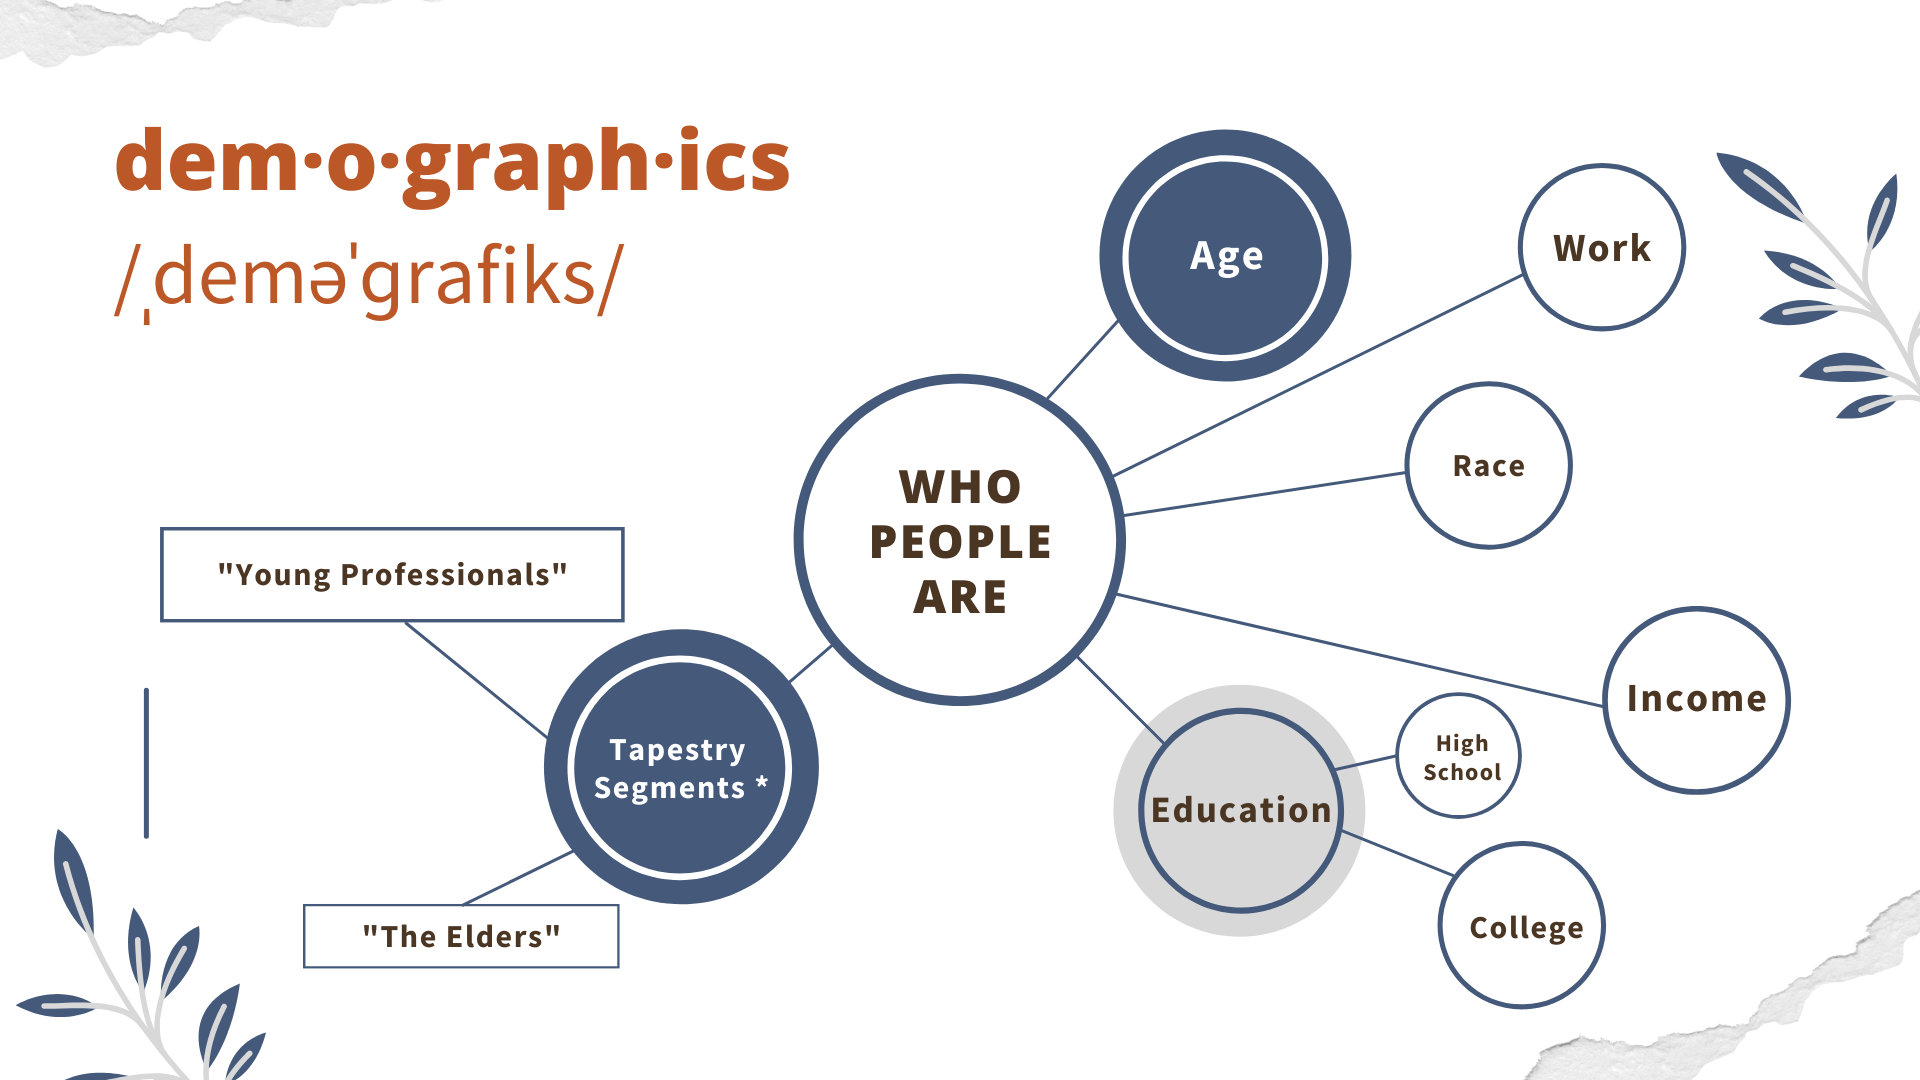 dem·o·graph·ics
/ˌdeməˈgrafiks/
Age
Work
Race
WHO
PEOPLE
ARE
"Young Professionals"
Income
High
School
Tapestry
Segments *
Education
College
"The Elders"